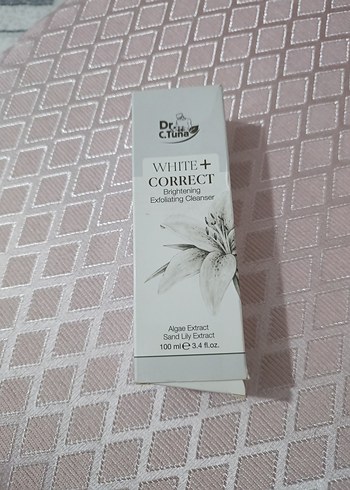 Dr.
C.Tuna
WHITE+
CORRECT
Brightening
Exfoliating Cleanser
Algae Extract
Sand Lily Extract
100 ml ℮ 3.4 fl.oz.